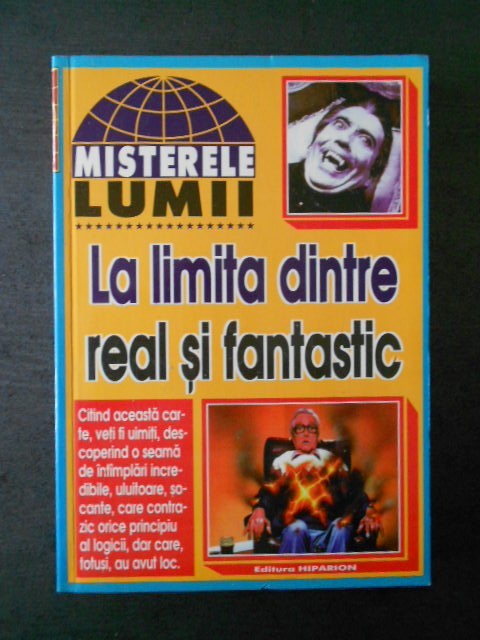 MISTERELE
LUMII
La limita dintre
real și fantastic
Citind această car-
te, veți fi uimiți, des-
coperind o seamă
de întîmplări incre-
dibile, uluitoare, șo-
cante, care contra-
zic orice principiu
al logicii, dar care,
totuși, au avut loc.
Editura HIPARION